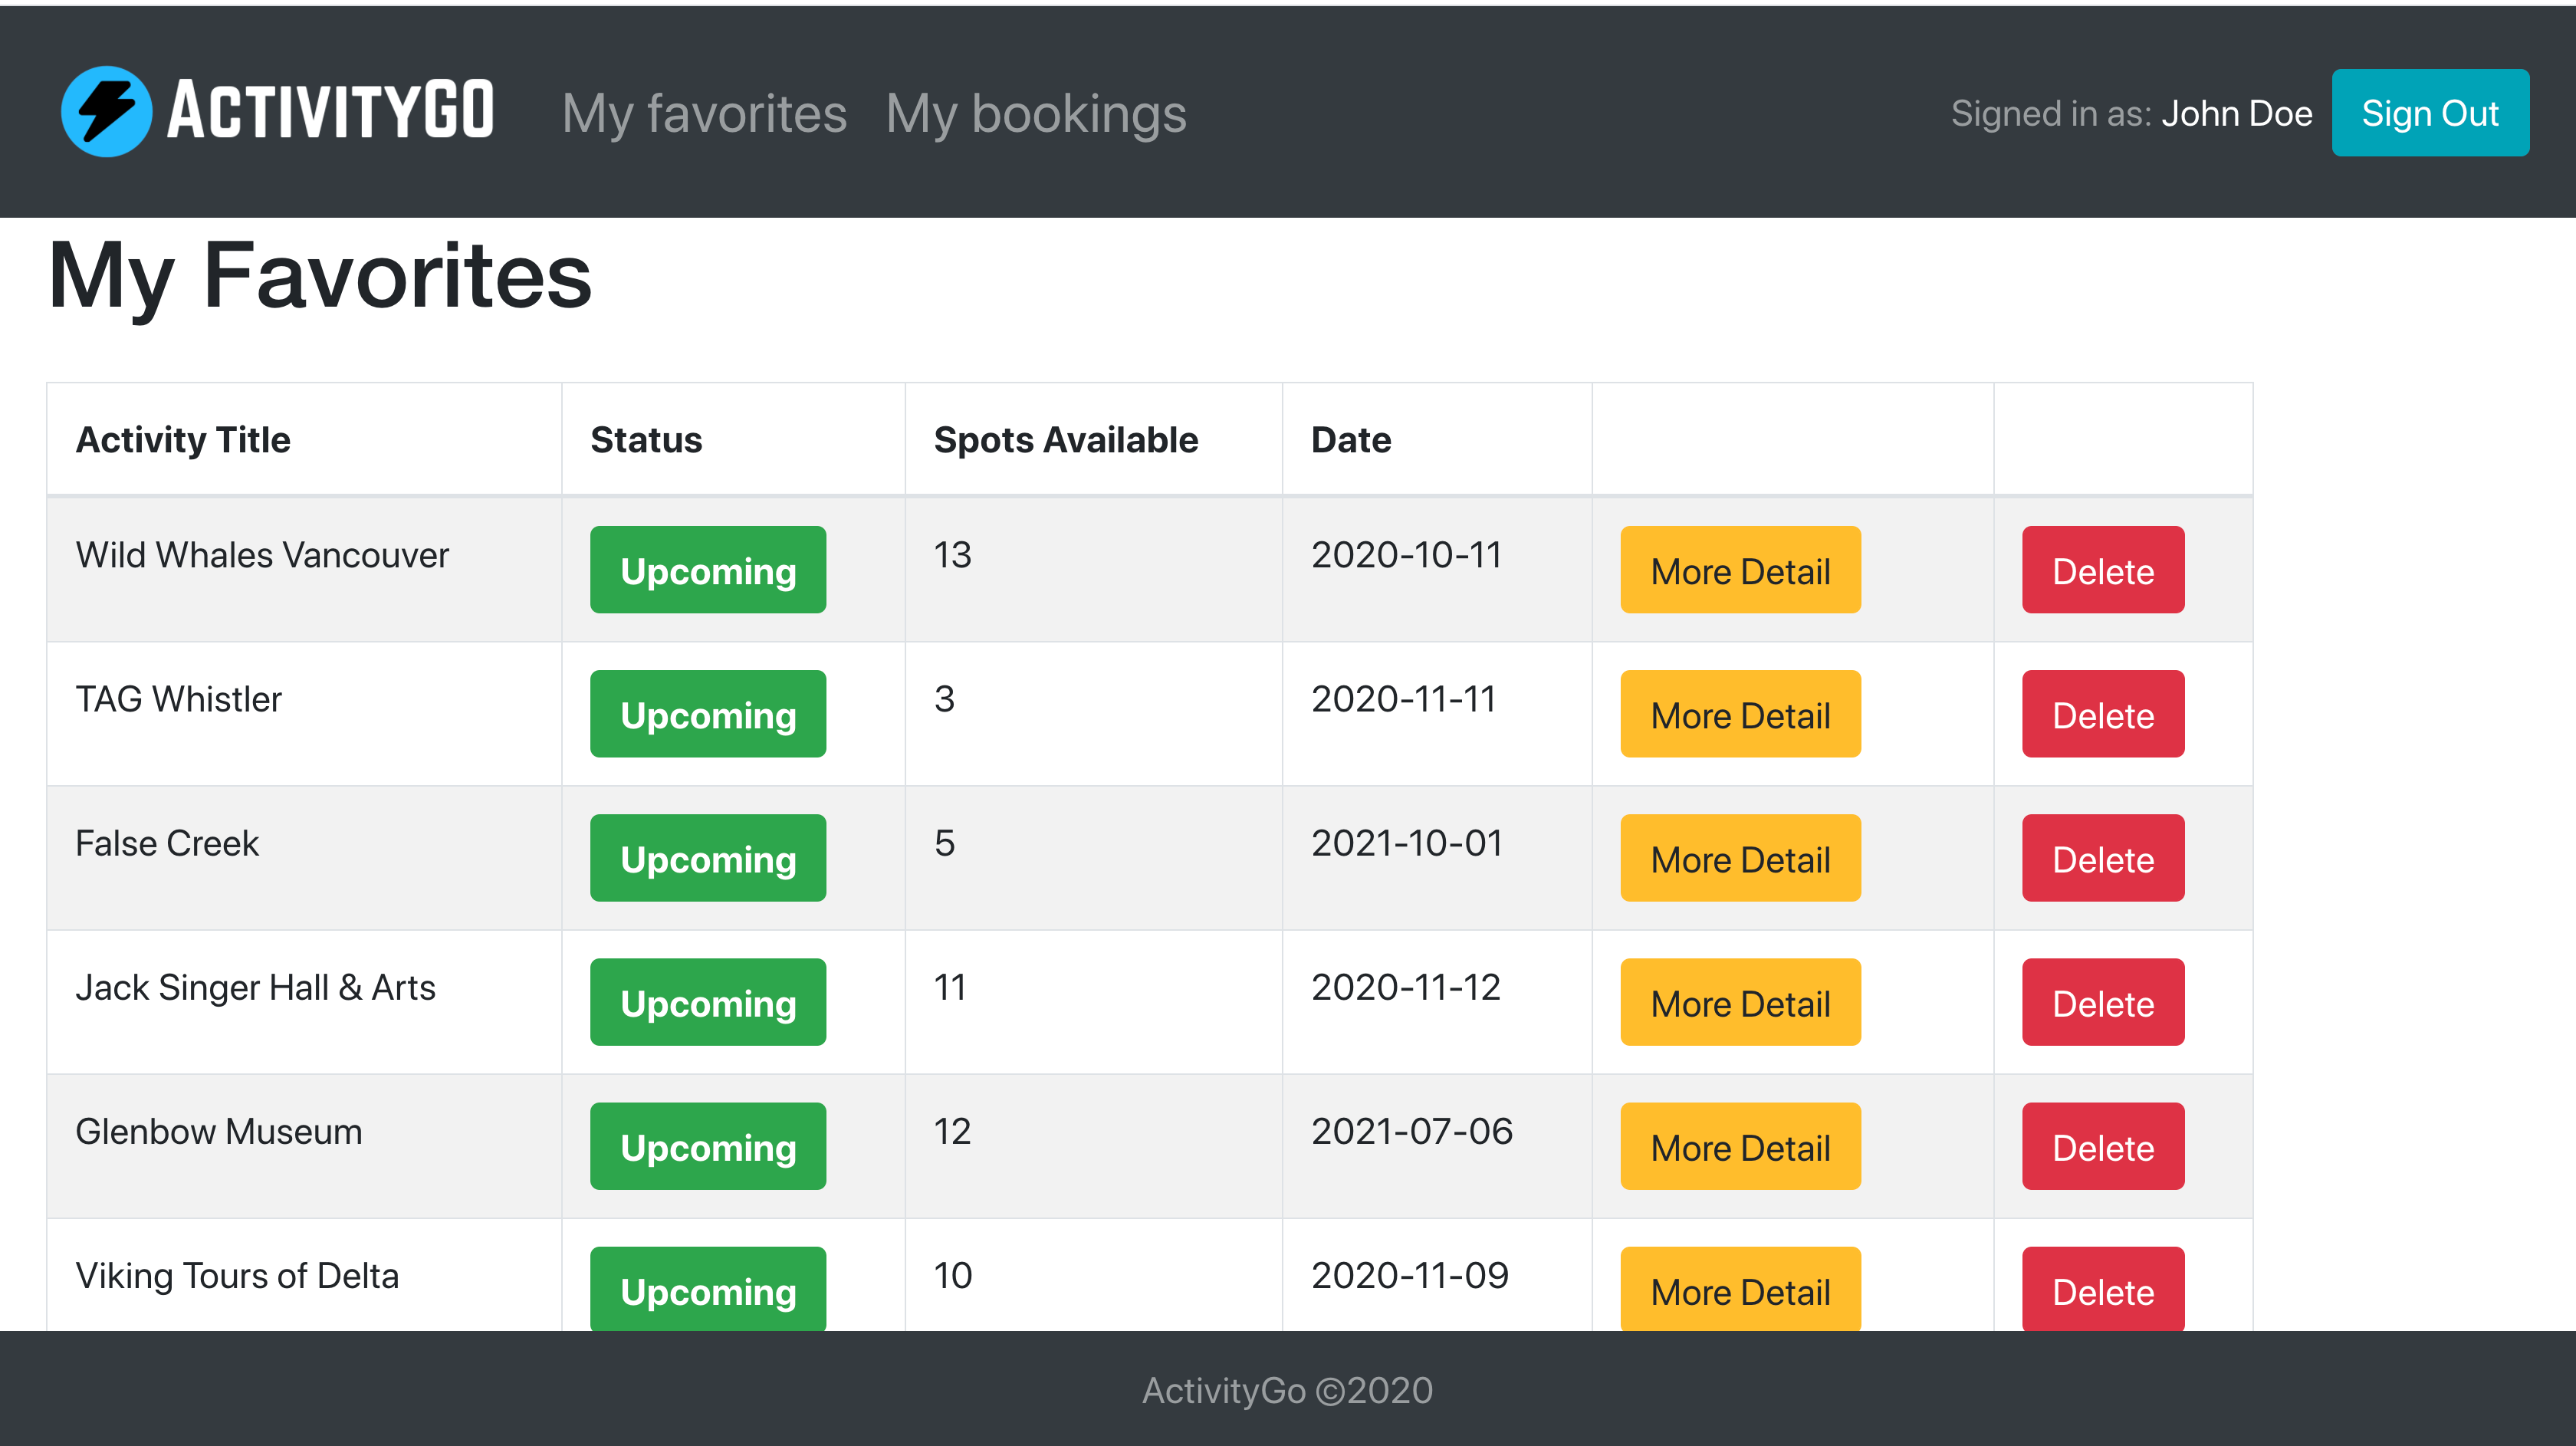 ACTIVITYGO My favorites My bookings Signed in as: John Doe Sign Out
My Favorites
Activity Title Status Spots Available Date
Wild Whales Vancouver Upcoming 13 2020-10-11 More Detail Delete
TAG Whistler Upcoming 3 2020-11-11 More Detail Delete
False Creek Upcoming 5 2021-10-01 More Detail Delete
Jack Singer Hall & Arts Upcoming 11 2020-11-12 More Detail Delete
Glenbow Museum Upcoming 12 2021-07-06 More Detail Delete
Viking Tours of Delta Upcoming 10 2020-11-09 More Detail Delete
ActivityGo ©2020